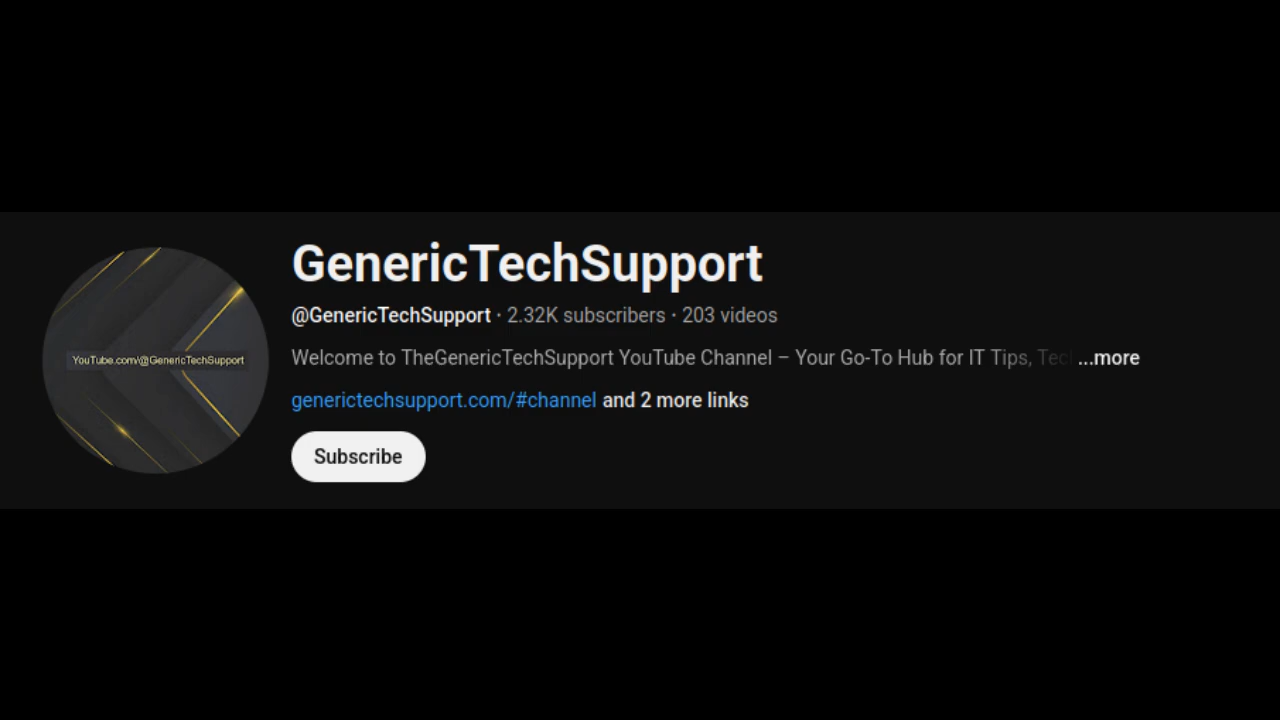 GenericTechSupport
@GenericTechSupport · 2.32K subscribers · 203 videos
Welcome to TheGenericTechSupport YouTube Channel – Your Go-To Hub for IT Tips, ...more
YouTube.com/@GenericTechSupport
generictechsupport.com/#channel and 2 more links
Subscribe